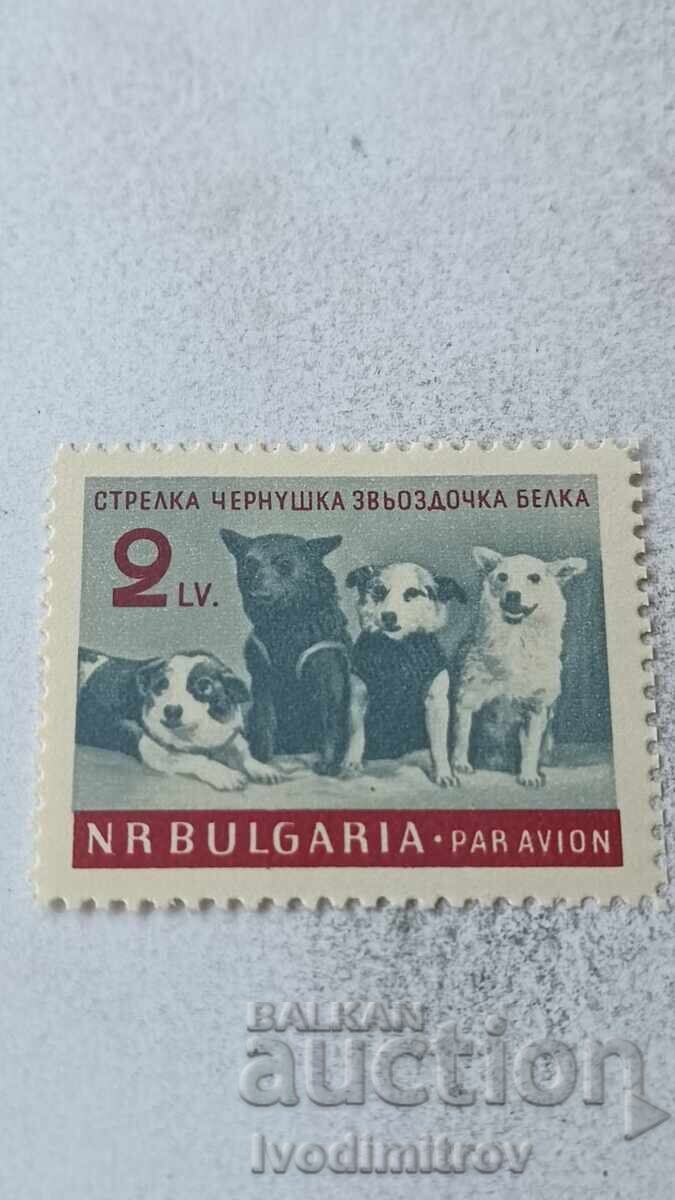 СТРЕЛКА ЧЕРНУШКА ЗВЬОЗДОЧКА БЕЛКА
2 LV.
NR BULGARIA · PAR AVION
BALKAN
auction
Ivodimitrov